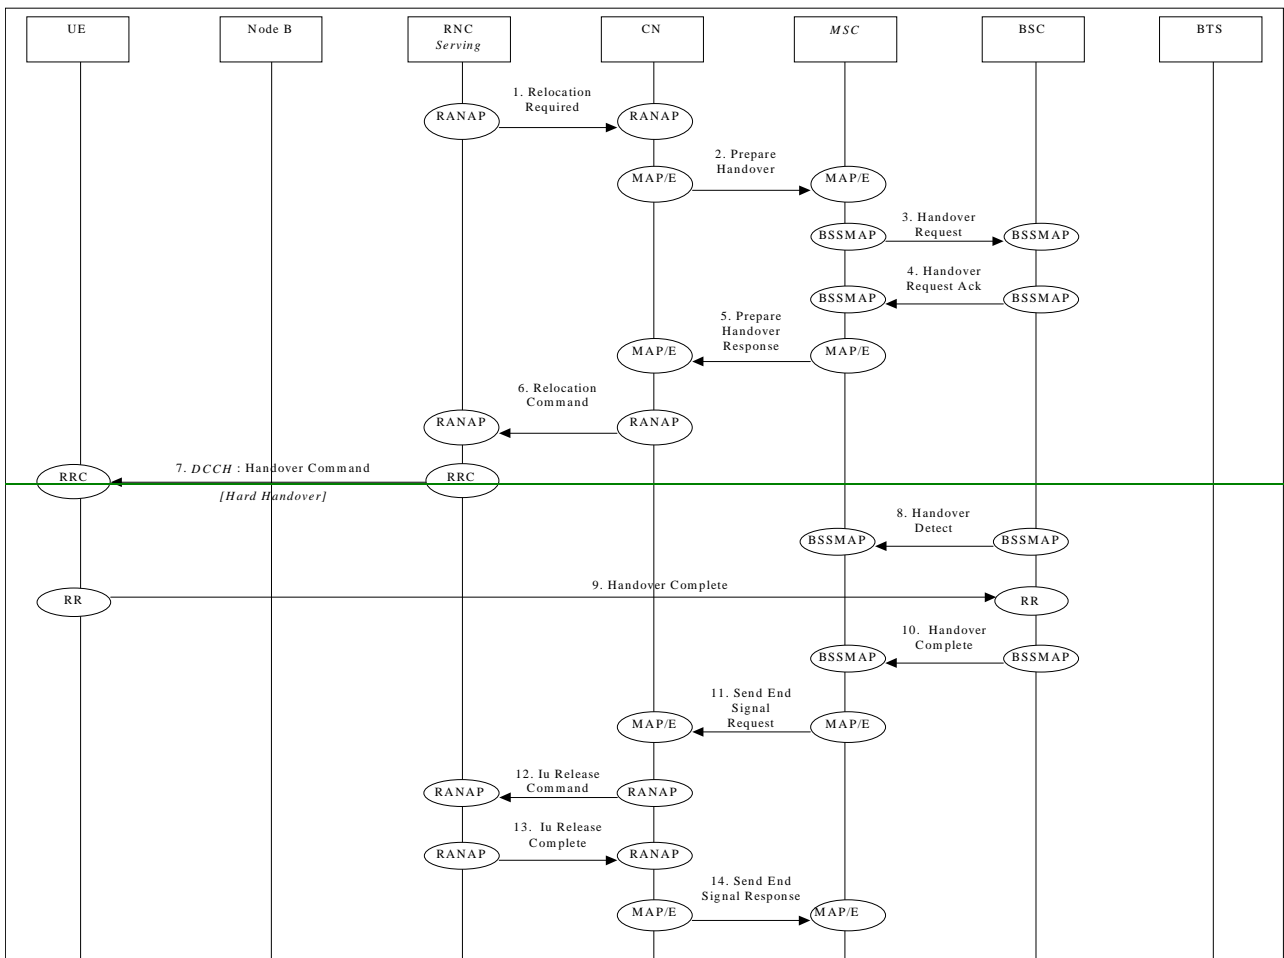 UE
Node B
RNC
Serving
CN
MSC
BSC
BTS
1. Relocation
Required
RANAP
RANAP
2. Prepare
Handover
MAP/E
MAP/E
3. Handover
Request
BSSMAP
BSSMAP
4. Handover
Request Ack
BSSMAP
BSSMAP
5. Prepare
Handover
Response
MAP/E
MAP/E
6. Relocation
Command
RANAP
RANAP
7. DCCH : Handover Command
RRC
RRC
[Hard Handover]
8. Handover
Detect
BSSMAP
BSSMAP
9. Handover Complete
RR
RR
10. Handover
Complete
BSSMAP
BSSMAP
11. Send End
Signal
Request
MAP/E
MAP/E
12. Iu Release
Command
RANAP
RANAP
13. Iu Release
Complete
RANAP
RANAP
14. Send End
Signal Response
MAP/E
MAP/E